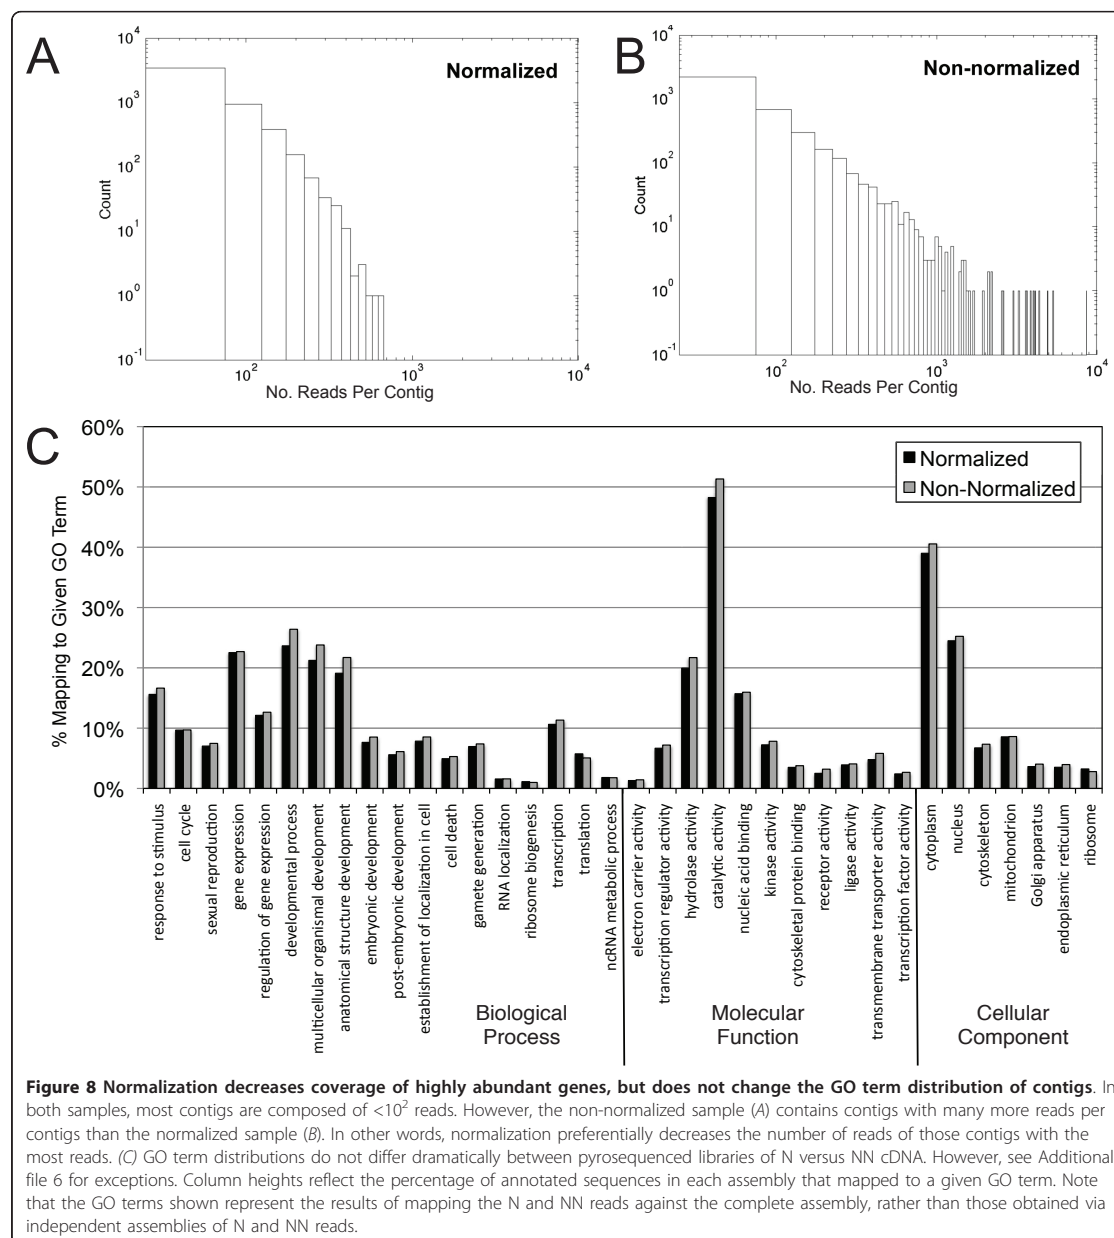 A
Normalized
10^4
10^3
10^2
10^1
10^0
10^-1
Count
10^2
10^3
10^4
No. Reads Per Contig
B
Non-normalized
10^4
10^3
10^2
10^1
10^0
10^-1
Count
10^2
10^3
10^4
No. Reads Per Contig
C
60%
50%
40%
30%
20%
10%
0%
% Mapping to Given GO Term
Normalized
Non-Normalized
response to stimulus
cell cycle
sexual reproduction
gene expression
regulation of gene expression
developmental process
multicellular organismal development
anatomical structure development
embryonic development
post-embryonic development
establishment of localization in cell
cell death
gamete generation
RNA localization
ribosome biogenesis
transcription
translation
ncRNA metabolic process
electron carrier activity
transcription regulator activity
hydrolase activity
catalytic activity
nucleic acid binding
kinase activity
cytoskeletal protein binding
receptor activity
ligase activity
transmembrane transporter activity
transcription factor activity
cytoplasm
nucleus
cytoskeleton
mitochondrion
Golgi apparatus
endoplasmic reticulum
ribosome
Biological
Process
Molecular
Function
Cellular
Component
Figure 8 Normalization decreases coverage of highly abundant genes, but does not change the GO term distribution of contigs. In
both samples, most contigs are composed of <10^2 reads. However, the non-normalized sample (A) contains contigs with many more reads per
contigs than the normalized sample (B). In other words, normalization preferentially decreases the number of reads of those contigs with the
most reads. (C) GO term distributions do not differ dramatically between pyrosequenced libraries of N versus NN cDNA. However, see Additional
file 6 for exceptions. Column heights reflect the percentage of annotated sequences in each assembly that mapped to a given GO term. Note
that the GO terms shown represent the results of mapping the N and NN reads against the complete assembly, rather than those obtained via
independent assemblies of N and NN reads.